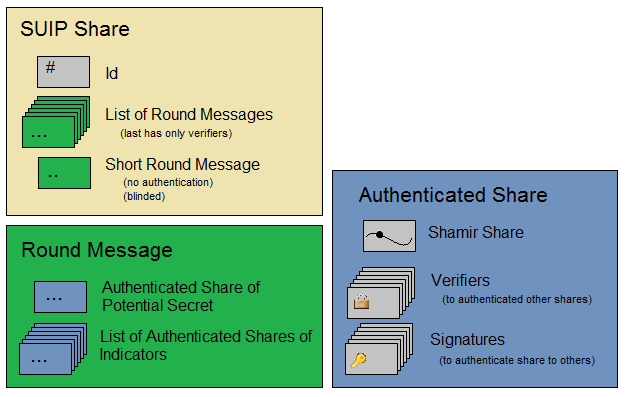 SUIP Share
#
Id
...
List of Round Messages
(last has only verifiers)
..
Short Round Message
(no authentication)
(blinded)
Round Message
...
Authenticated Share of
Potential Secret
...
List of Authenticated Shares of
Indicators
Authenticated Share
Shamir Share
Verifiers
(to authenticated other shares)
Signatures
(to authenticate share to others)